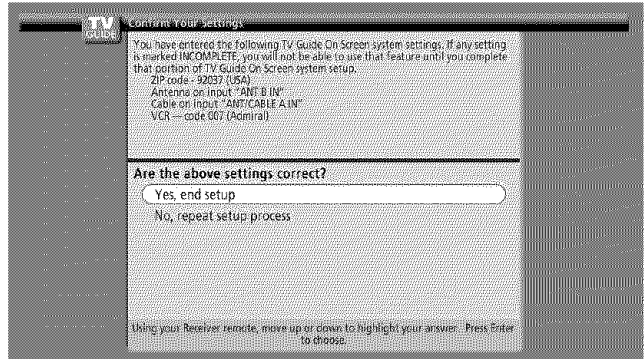 TV
GUIDE
Confirm Your Settings
You have entered the following TV Guide On Screen system settings. If any setting
is marked INCOMPLETE, you will not be able to use that feature until you complete
that portion of TV Guide On Screen system setup.
ZIP code - 92037 (USA)
Antenna on input "ANT B IN"
Cable on input "ANT/CABLE A IN"
VCR — code 007 (Admiral)
Are the above settings correct?
Yes, end setup
No, repeat setup process
Using your Receiver remote, move up or down to highlight your answer. Press Enter
to choose.